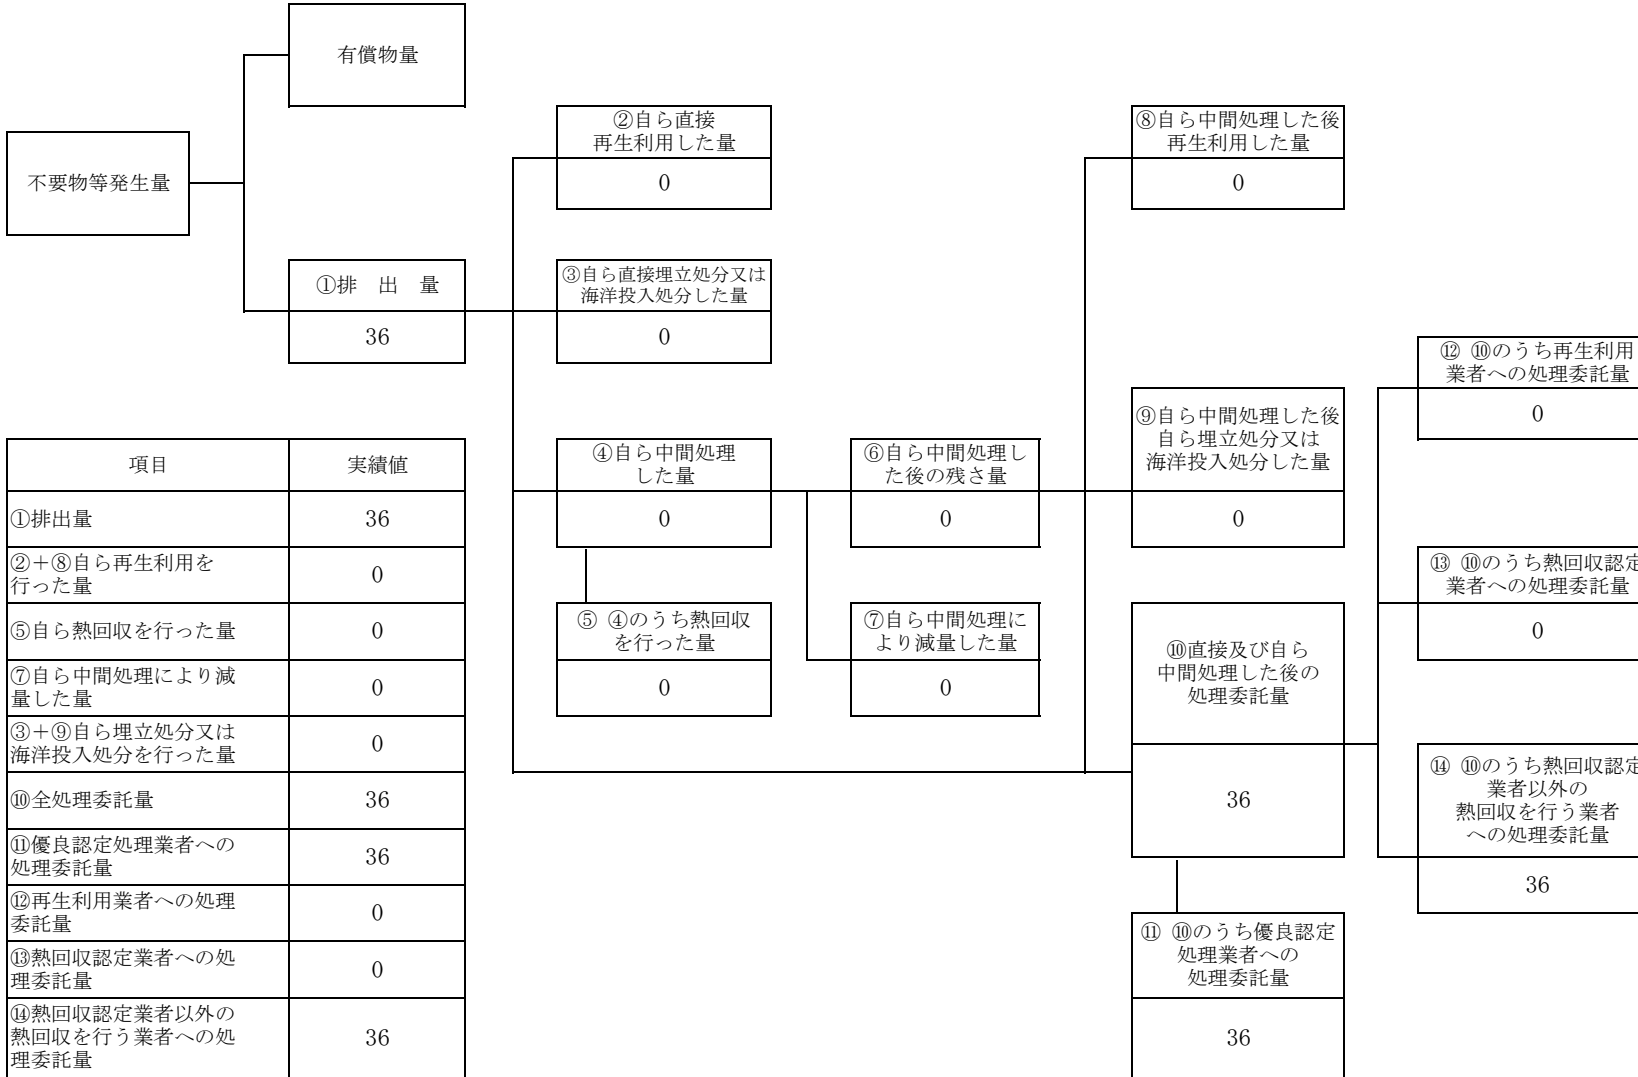 有償物量
不要物等発生量
①排　出　量
36
②自ら直接
再生利用した量
0
③自ら直接埋立処分又は
海洋投入処分した量
0
④自ら中間処理
した量
0
⑤ ④のうち熱回収
を行った量
0
⑥自ら中間処理し
た後の残さ量
0
⑦自ら中間処理に
より減量した量
0
⑧自ら中間処理した後
再生利用した量
0
⑨自ら中間処理した後
自ら埋立処分又は
海洋投入処分した量
0
⑩直接及び自ら
中間処理した後の
処理委託量
36
⑪ ⑩のうち優良認定
処理業者への
処理委託量
36
⑫ ⑩のうち再生利用
業者への処理委託量
0
⑬ ⑩のうち熱回収認定
業者への処理委託量
0
⑭ ⑩のうち熱回収認定
業者以外の
熱回収を行う業者
への処理委託量
36
項目 実績値
①排出量 36
②＋⑧自ら再生利用を
行った量 0
⑤自ら熱回収を行った量 0
⑦自ら中間処理により減
量した量 0
③＋⑨自ら埋立処分又は
海洋投入処分を行った量 0
⑩全処理委託量 36
⑪優良認定処理業者への
処理委託量 36
⑫再生利用業者への処理
委託量 0
⑬熱回収認定業者への処
理委託量 0
⑭熱回収認定業者以外の
熱回収を行う業者への処
理委託量 36